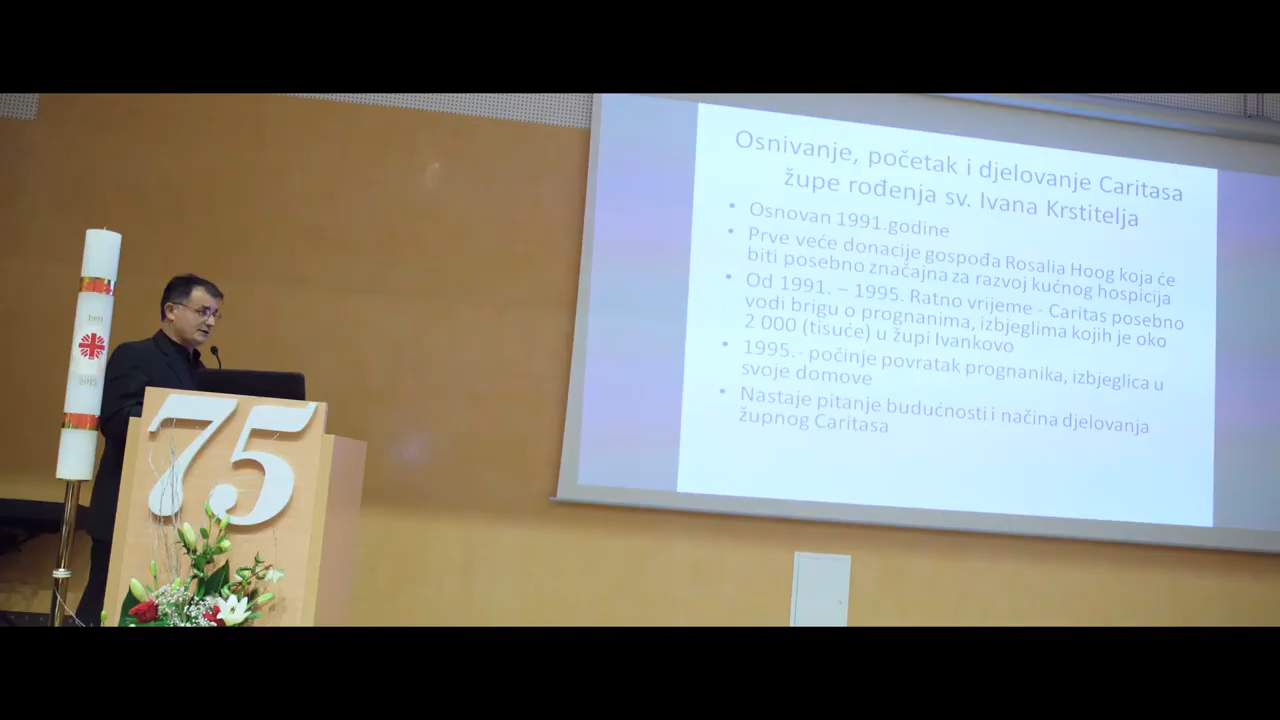 Osnivanje, početak i djelovanje Caritasa
župe rođenja sv. Ivana Krstitelja
• Osnovan 1991.godine
• Prve veće donacije gospođa Rosalia Hoog koja će
biti posebno značajna za razvoj kućnog hospicija
• Od 1991. – 1995. Ratno vrijeme - Caritas posebno
vodi brigu o prognanima, izbjeglima kojih je oko
2 000 (tisuće) u župi Ivankovo
• 1995.- počinje povratak prognanika, izbjeglica u
svoje domove
• Nastaje pitanje budućnosti i načina djelovanja
župnog Caritasa
75